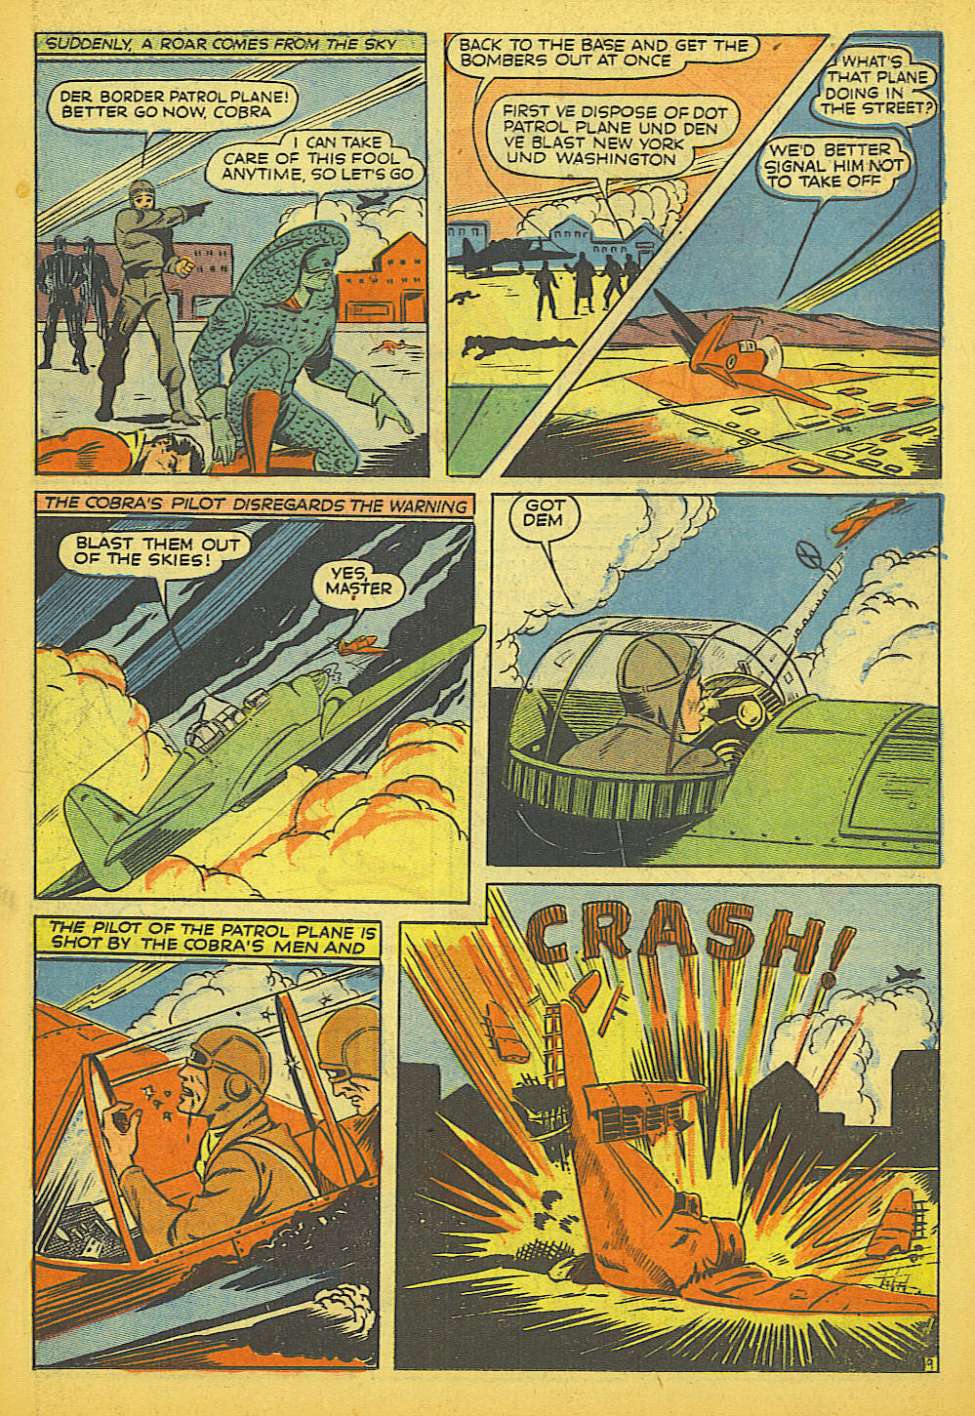 SUDDENLY, A ROAR COMES FROM THE SKY
DER BORDER PATROL PLANE!
BETTER GO NOW, COBRA
I CAN TAKE
CARE OF THIS FOOL
ANYTIME, SO LET'S GO
BACK TO THE BASE AND GET THE
BOMBERS OUT AT ONCE
FIRST VE DISPOSE OF DOT
PATROL PLANE UND DEN
VE BLAST NEW YORK
UND WASHINGTON
WHAT'S
THAT PLANE
DOING IN
THE STREET?
WE'D BETTER
SIGNAL HIM NOT
TO TAKE OFF
THE COBRA'S PILOT DISREGARDS THE WARNING
BLAST THEM OUT
OF THE SKIES!
YES,
MASTER
GOT
DEM
THE PILOT OF THE PATROL PLANE IS
SHOT BY THE COBRA'S MEN AND
CRASH!
9